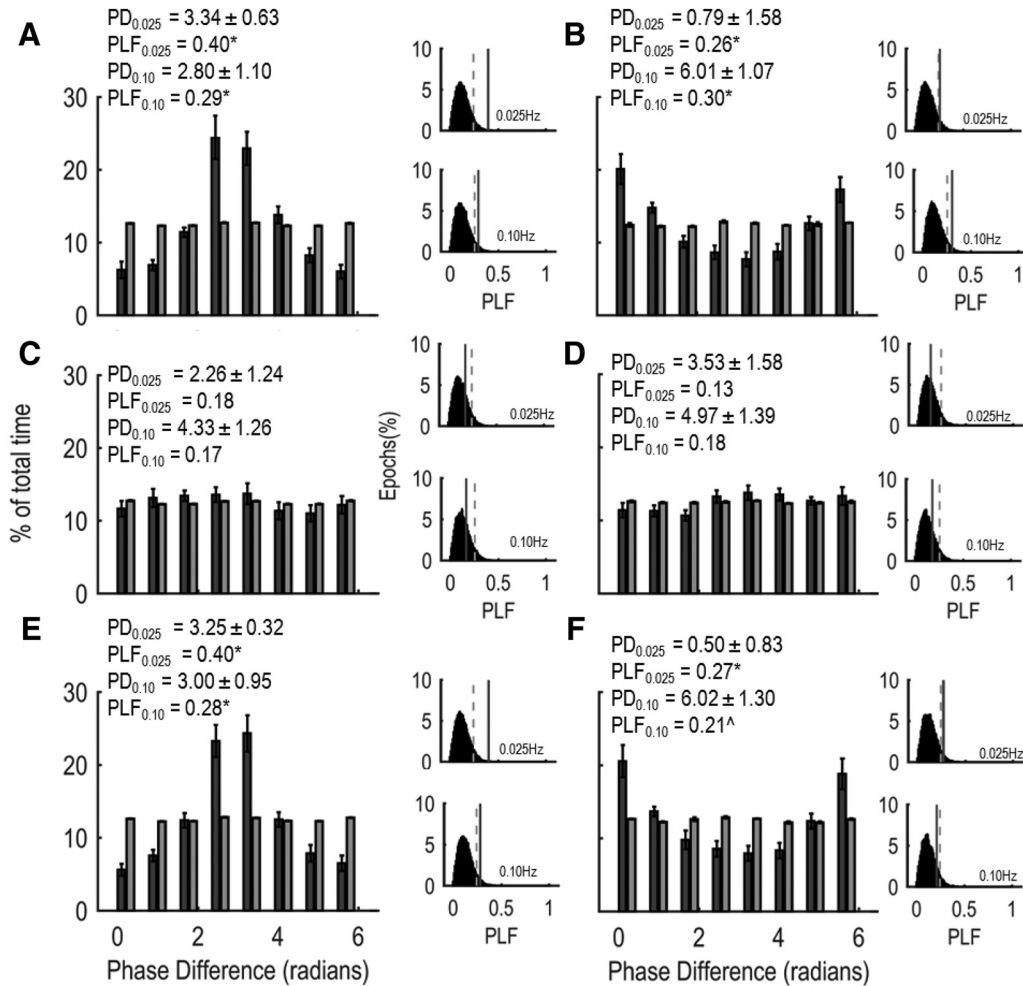 A
PD0.025 = 3.34 ± 0.63
PLF0.025 = 0.40*
PD0.10 = 2.80 ± 1.10
PLF0.10 = 0.29*
30
20
10
0
10
5
0
0.025Hz
10
5
0
0.10Hz
0 0.5 1
PLF
B
PD0.025 = 0.79 ± 1.58
PLF0.025 = 0.26*
PD0.10 = 6.01 ± 1.07
PLF0.10 = 0.30*
10
5
0
0.025Hz
10
5
0
0.10Hz
0 0.5 1
PLF
C
PD0.025 = 2.26 ± 1.24
PLF0.025 = 0.18
PD0.10 = 4.33 ± 1.26
PLF0.10 = 0.17
% of total time
30
20
10
0
Epochs(%)
10
5
0
0.025Hz
10
5
0
0.10Hz
0 0.5 1
PLF
D
PD0.025 = 3.53 ± 1.58
PLF0.025 = 0.13
PD0.10 = 4.97 ± 1.39
PLF0.10 = 0.18
10
5
0
0.025Hz
10
5
0
0.10Hz
0 0.5 1
PLF
E
PD0.025 = 3.25 ± 0.32
PLF0.025 = 0.40*
PD0.10 = 3.00 ± 0.95
PLF0.10 = 0.28*
30
20
10
0
0 2 4 6
Phase Difference (radians)
10
5
0
0.025Hz
10
5
0
0.10Hz
0 0.5 1
PLF
F
PD0.025 = 0.50 ± 0.83
PLF0.025 = 0.27*
PD0.10 = 6.02 ± 1.30
PLF0.10 = 0.21^
0 2 4 6
Phase Difference (radians)
10
5
0
0.025Hz
10
5
0
0.10Hz
0 0.5 1
PLF